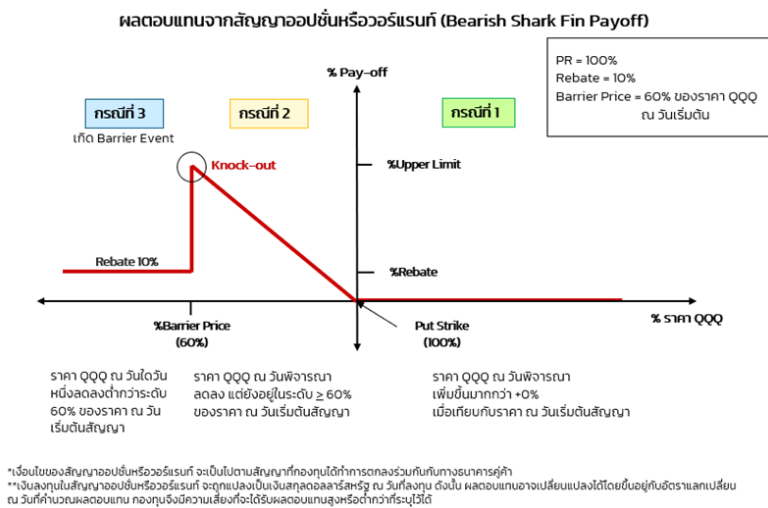 ผลตอบแทนจากสัญญาออปชั่นหรือวอร์แรนท์ (Bearish Shark Fin Payoff)
PR = 100%
Rebate = 10%
Barrier Price = 60% ของราคา QQQ
ณ วันเริ่มต้น
% Pay-off
กรณีที่ 3
กรณีที่ 2
กรณีที่ 1
เกิด Barrier Event
Knock-out
%Upper Limit
Rebate 10%
%Rebate
%Barrier Price
(60%)
Put Strike
(100%)
% ราคา QQQ
ราคา QQQ ณ วันใดวัน
หนึ่งลดลงต่ำกว่าระดับ
60% ของราคา ณ วัน
เริ่มต้นสัญญา
ราคา QQQ ณ วันพิจารณา
ลดลง แต่ยังอยู่ในระดับ ≥ 60%
ของราคา ณ วันเริ่มต้นสัญญา
ราคา QQQ ณ วันพิจารณา
เพิ่มขึ้นมากกว่า +0%
เมื่อเทียบกับราคา ณ วันเริ่มต้นสัญญา
*เงื่อนไขของสัญญาออปชั่นหรือวอร์แรนท์ จะเป็นไปตามสัญญาที่กองทุนได้ทำการตกลงร่วมกันกับทางธนาคารคู่ค้า
**เงินลงทุนในสัญญาออปชั่นหรือวอร์แรนท์ จะถูกแปลงเป็นเงินสกุลดอลลาร์สหรัฐ ณ วันที่ลงทุน ดังนั้น ผลตอบแทนอาจเปลี่ยนแปลงได้โดยขึ้นอยู่กับอัตราแลกเปลี่ยน
ณ วันที่คำนวณผลตอบแทน กองทุนจึงมีความเสี่ยงที่จะได้รับผลตอบแทนสูงหรือต่ำกว่าที่ระบุไว้ได้